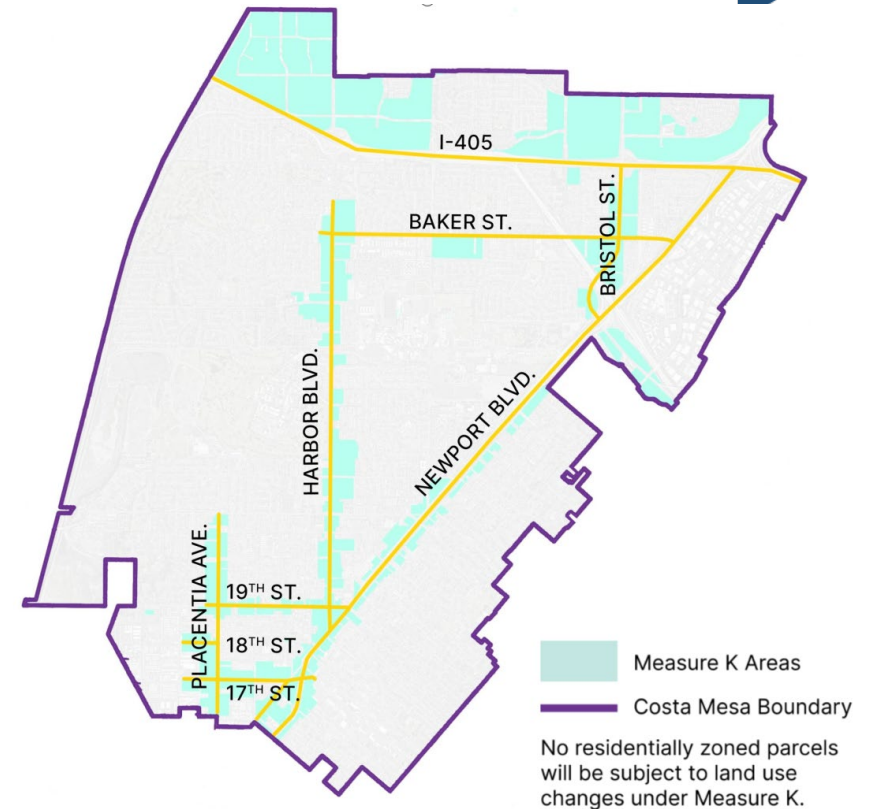 I-405
BAKER ST.
BRISTOL ST.
HARBOR BLVD.
NEWPORT BLVD.
PLACENTIA AVE.
19TH ST.
18TH ST.
17TH ST.
Measure K Areas
Costa Mesa Boundary
No residentially zoned parcels
will be subject to land use
changes under Measure K.